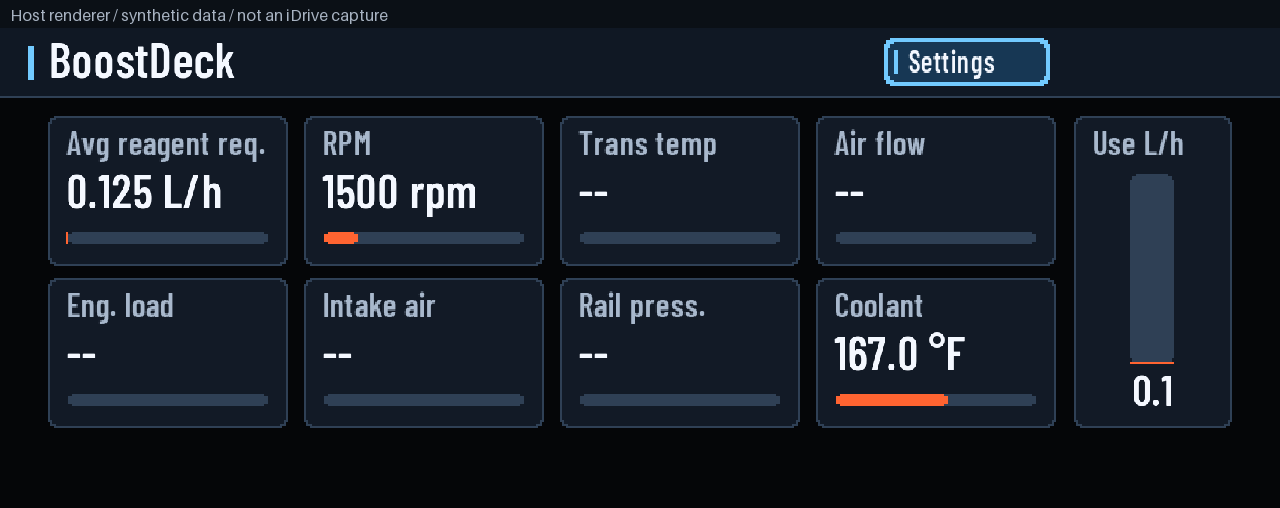 Host renderer / synthetic data / not an iDrive capture
BoostDeck
Settings
Avg reagent req.
0.125 L/h
RPM
1500 rpm
Trans temp
--
Air flow
--
Use L/h
0.1
Eng. load
--
Intake air
--
Rail press.
--
Coolant
167.0 °F